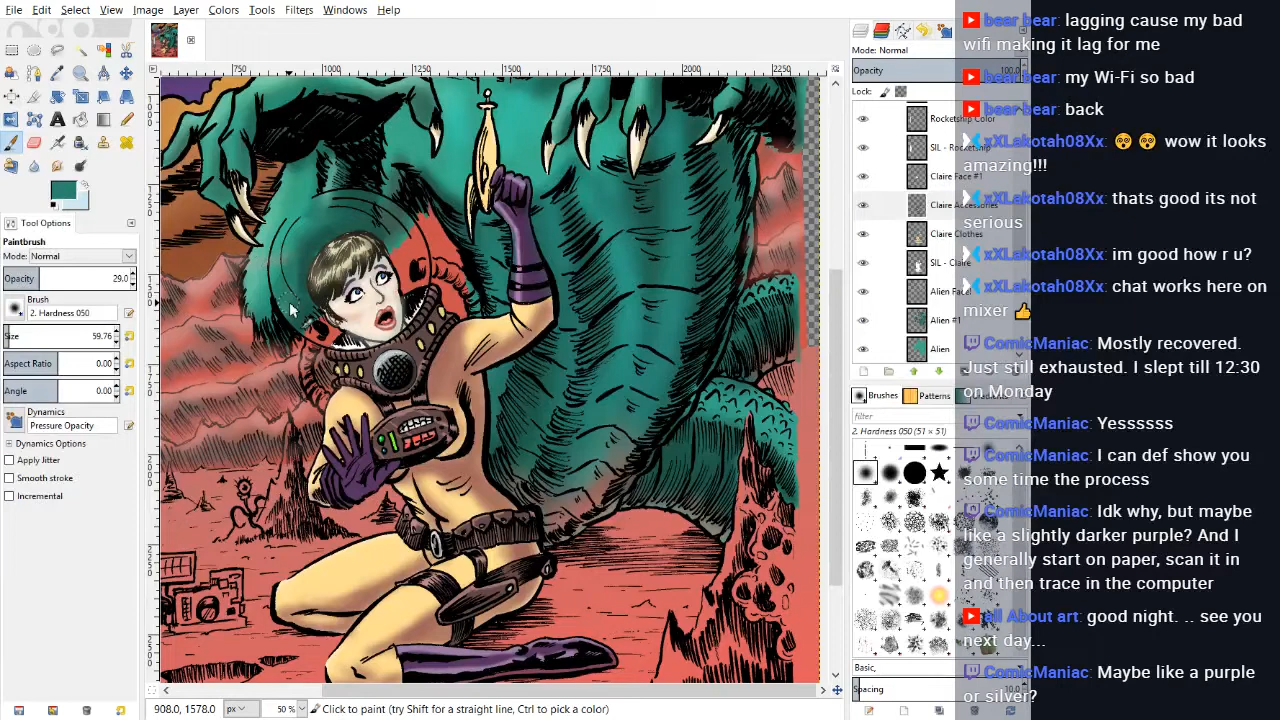 File Edit Select View Image Layer Colors Tools Filters Windows Help
Tool Options
Paintbrush
Mode: Normal
Opacity 29.0
Brush
2. Hardness 050
Size 59.76
Aspect Ratio 0.00
Angle 0.00
Dynamics
Pressure Opacity
Dynamics Options
Apply Jitter
Smooth stroke
Incremental
750 1000 1250 1500 1750 2000 2250
908.0, 1578.0 px 50 % Click to paint (try Shift for a straight line, Ctrl to pick a color)
Mode: Normal
Opacity 100.0
Lock:
Rocketship Color
SIL - Rocketship
Claire Face #1
Claire Accessories
Claire Clothes
SIL - Claire
Alien Face
Alien #1
Alien
Brushes Patterns
filter
2. Hardness 050 (51 × 51)
Basic,
Spacing 10.0
bear bear: lagging cause my bad
wifi making it lag for me
bear bear: my Wi-Fi so bad
bear bear: back
xXLakotah08Xx: 😵 😵 wow it looks
amazing!!!
xXLakotah08Xx: thats good its not
serious
xXLakotah08Xx: im good how r u?
xXLakotah08Xx: chat works here on
mixer 👍
ComicManiac: Mostly recovered.
Just still exhausted. I slept till 12:30
on Monday
ComicManiac: Yessssss
ComicManiac: I can def show you
some time the process
ComicManiac: Idk why, but maybe
like a slightly darker purple? And I
generally start on paper, scan it in
and then trace in the computer
all About art: good night. .. see you
next day...
ComicManiac: Maybe like a purple
or silver?